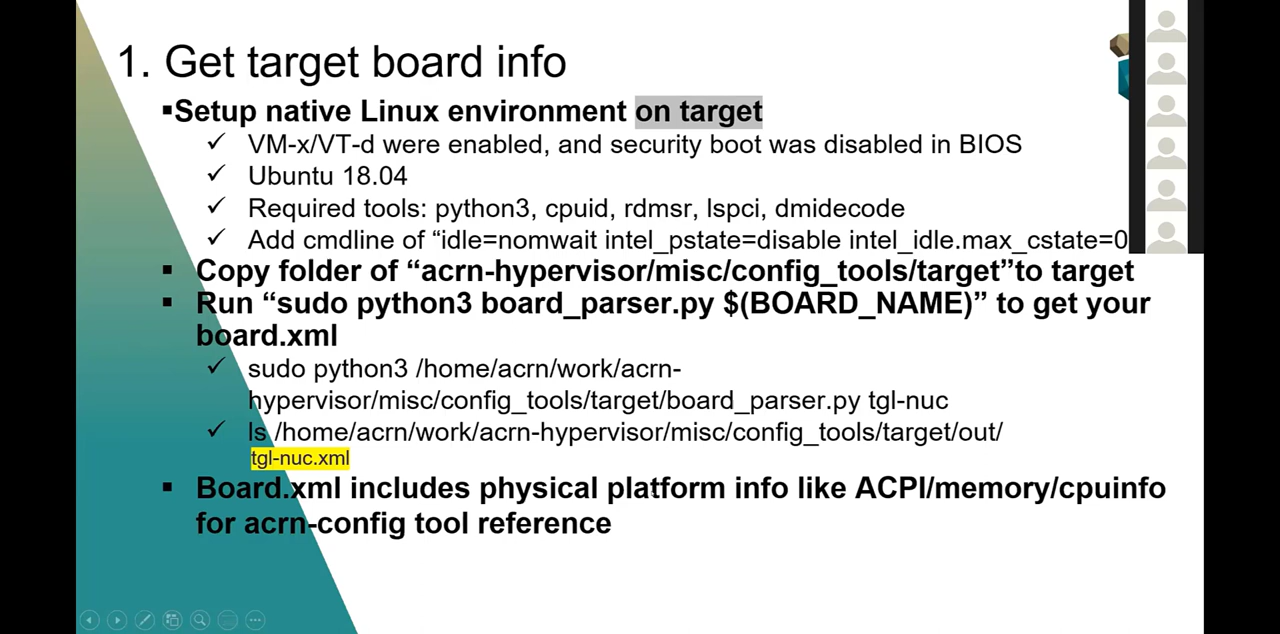 1. Get target board info
▪Setup native Linux environment on target
✓ VM-x/VT-d were enabled, and security boot was disabled in BIOS
✓ Ubuntu 18.04
✓ Required tools: python3, cpuid, rdmsr, lspci, dmidecode
✓ Add cmdline of “idle=nomwait intel_pstate=disable intel_idle.max_cstate=0
▪ Copy folder of “acrn-hypervisor/misc/config_tools/target”to target
▪ Run “sudo python3 board_parser.py $(BOARD_NAME)” to get your
board.xml
✓ sudo python3 /home/acrn/work/acrn-
hypervisor/misc/config_tools/target/board_parser.py tgl-nuc
✓ ls /home/acrn/work/acrn-hypervisor/misc/config_tools/target/out/
tgl-nuc.xml
▪ Board.xml includes physical platform info like ACPI/memory/cpuinfo
for acrn-config tool reference